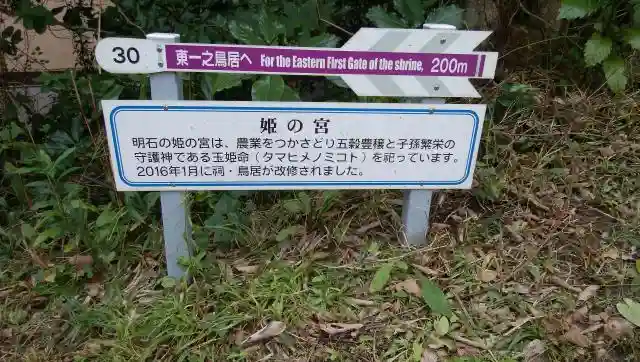 30 東一之鳥居へ For the Eastern First Gate of the shrine, 200m
姫の宮
明石の姫の宮は、農業をつかさどり五穀豊穣と子孫繁栄の
守護神である玉姫命（タマヒメノミコト）を祀っています。
2016年1月に祠・鳥居が改修されました。